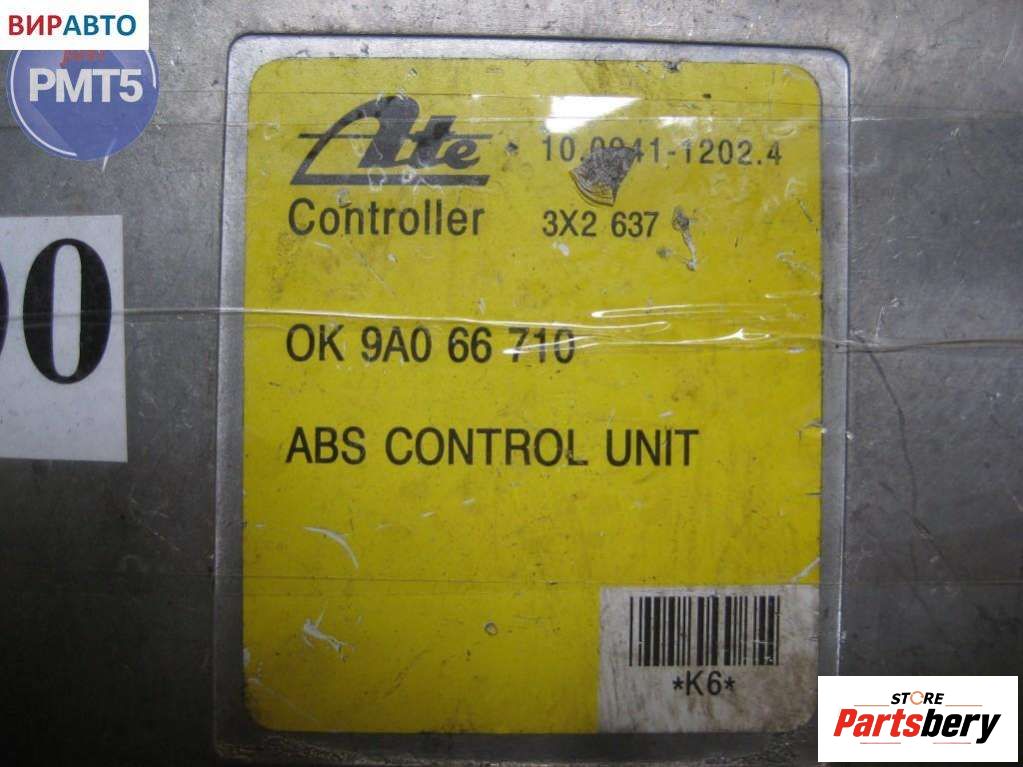 ВИРАВТО
PMT5
00
Ate
10.0941-1202.4
Controller
3X2 637
OK 9A0 66 710
ABS CONTROL UNIT
*K6*
STORE
Partsbery